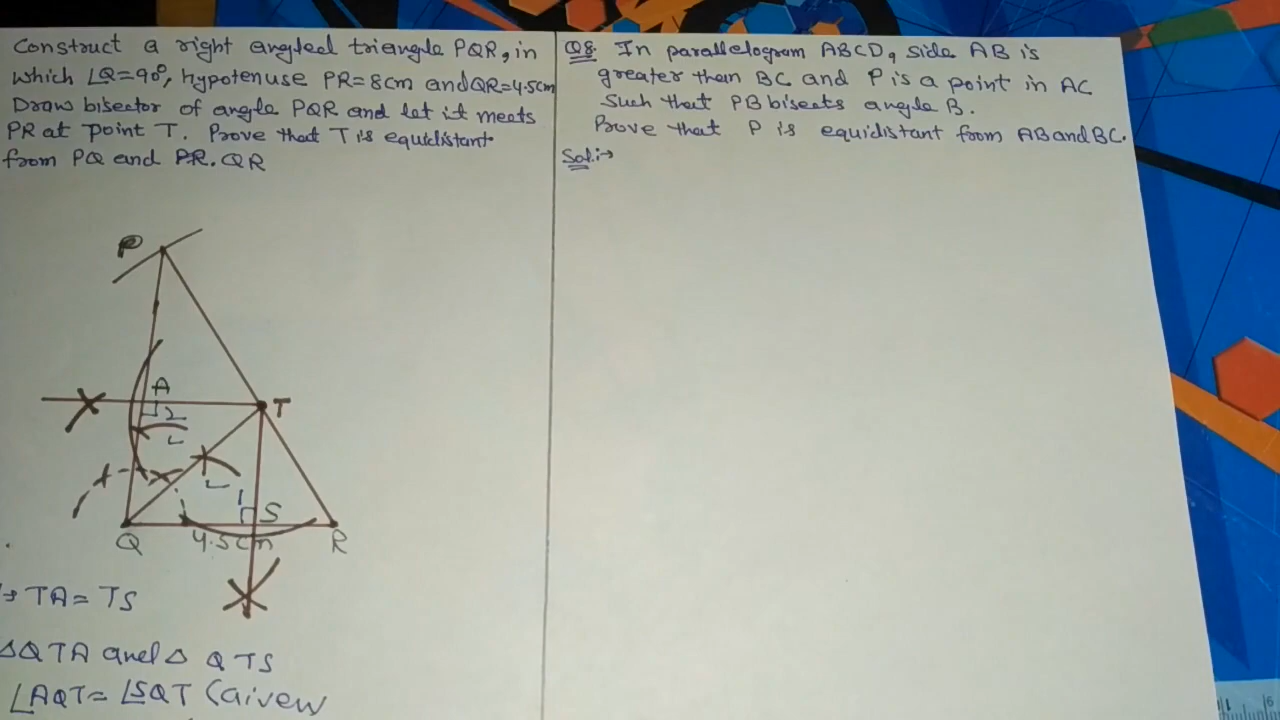 Construct a right angled triangle PQR, in
which ∠Q=90°, hypotenuse PR=8cm and QR=4.5cm
Draw bisector of angle PQR and let it meets
PR at point T. Prove that T is equidistant
from PQ and PR. QR
P
A
2
T
1
S
Q
4.5cm
R
TA = TS
△QTA and △ QTS
∠AQT = ∠SQT (Given
Q8. In parallelogram ABCD, side AB is
greater than BC and P is a point in AC
Such that PB bisects angle B.
Prove that P is equidistant from AB and BC.
Sol:→